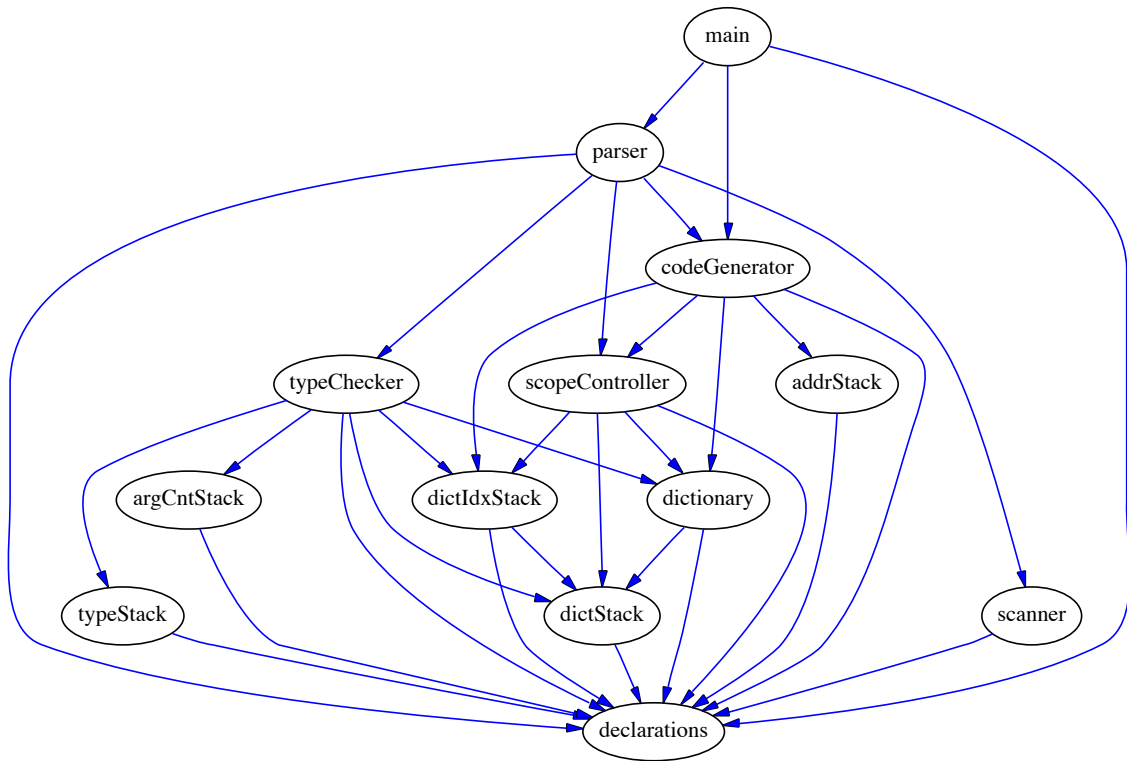 main
parser
codeGenerator
typeChecker
scopeController
addrStack
argCntStack
dictIdxStack
dictionary
typeStack
dictStack
scanner
declarations